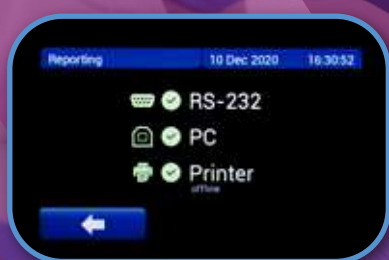 Reporting 10 Dec 2020 16:30:52
RS-232
PC
Printer
offline